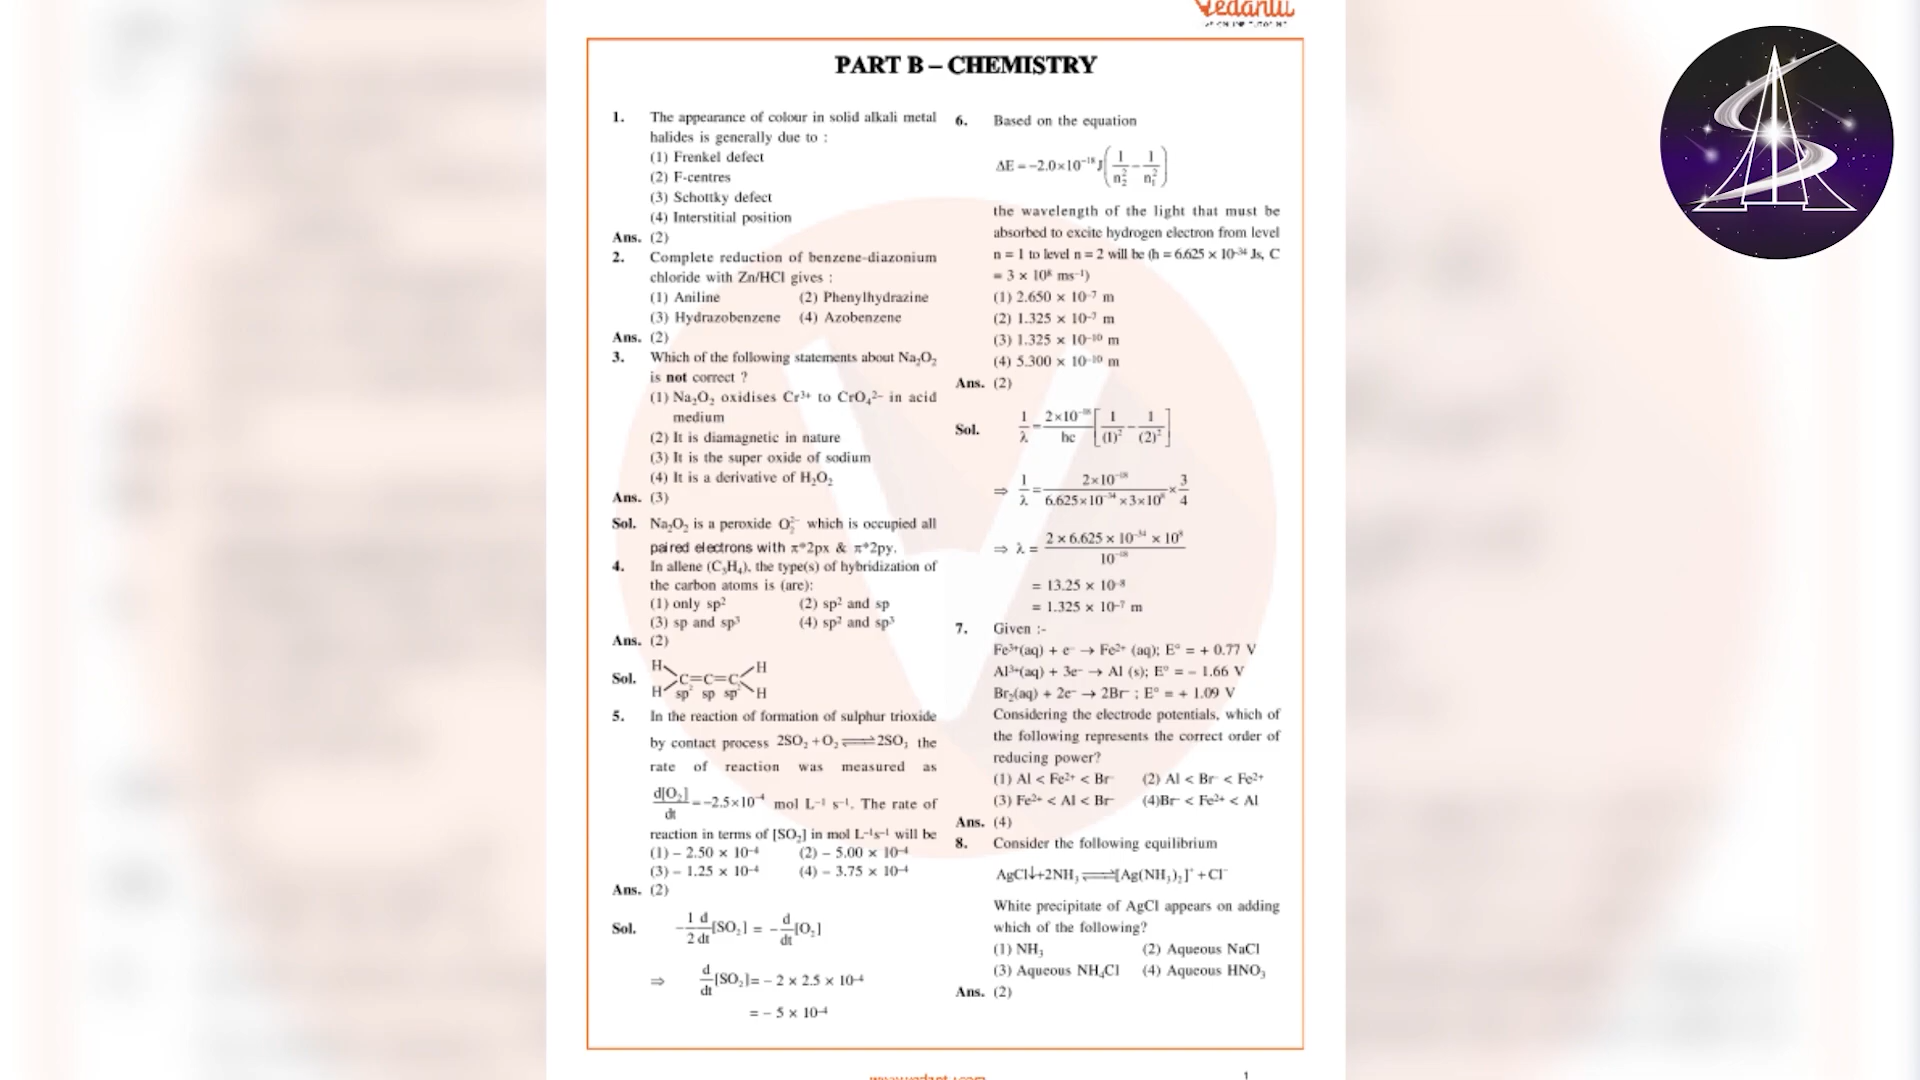 Vedantu
PART B – CHEMISTRY
1. The appearance of colour in solid alkali metal
halides is generally due to :
(1) Frenkel defect
(2) F-centres
(3) Schottky defect
(4) Interstitial position
Ans. (2)
2. Complete reduction of benzene-diazonium
chloride with Zn/HCl gives :
(1) Aniline (2) Phenylhydrazine
(3) Hydrazobenzene (4) Azobenzene
Ans. (2)
3. Which of the following statements about Na₂O₂
is not correct ?
(1) Na₂O₂ oxidises Cr³⁺ to CrO₄²⁻ in acid
medium
(2) It is diamagnetic in nature
(3) It is the super oxide of sodium
(4) It is a derivative of H₂O₂
Ans. (3)
Sol. Na₂O₂ is a peroxide O₂²⁻ which is occupied all
paired electrons with π*2px & π*2py.
4. In allene (C₃H₄), the type(s) of hybridization of
the carbon atoms is (are):
(1) only sp² (2) sp² and sp
(3) sp and sp³ (4) sp² and sp³
Ans. (2)
H H
Sol. C=C=C
H sp² sp sp² H
5. In the reaction of formation of sulphur trioxide
by contact process 2SO₂ + O₂ ⇌ 2SO₃ the
rate of reaction was measured as
d[O₂]/dt = –2.5×10⁻⁴ mol L⁻¹ s⁻¹. The rate of
reaction in terms of [SO₂] in mol L⁻¹s⁻¹ will be
(1) – 2.50 × 10⁻⁴ (2) – 5.00 × 10⁻⁴
(3) – 1.25 × 10⁻⁴ (4) – 3.75 × 10⁻⁴
Ans. (2)
Sol. –1/2 d/dt [SO₂] = – d/dt [O₂]
⇒ d/dt [SO₂] = – 2 × 2.5 × 10⁻⁴
= – 5 × 10⁻⁴
6. Based on the equation
ΔE = –2.0×10⁻¹⁸ J(1/n₂² – 1/n₁²)
the wavelength of the light that must be
absorbed to excite hydrogen electron from level
n = 1 to level n = 2 will be (h = 6.625 × 10⁻³⁴ Js, C
= 3 × 10⁸ ms⁻¹)
(1) 2.650 × 10⁻⁷ m
(2) 1.325 × 10⁻⁷ m
(3) 1.325 × 10⁻¹⁰ m
(4) 5.300 × 10⁻¹⁰ m
Ans. (2)
Sol. 1/λ = 2×10⁻¹⁸/hc [1/(1)² – 1/(2)²]
⇒ 1/λ = 2×10⁻¹⁸/6.625×10⁻³⁴×3×10⁸ × 3/4
⇒ λ = 2 × 6.625 × 10⁻³⁴ × 10⁸/10⁻¹⁸
= 13.25 × 10⁻⁸
= 1.325 × 10⁻⁷ m
7. Given :-
Fe³⁺(aq) + e⁻ → Fe²⁺ (aq); E° = + 0.77 V
Al³⁺(aq) + 3e⁻ → Al (s); E° = – 1.66 V
Br₂(aq) + 2e⁻ → 2Br⁻ ; E° = + 1.09 V
Considering the electrode potentials, which of
the following represents the correct order of
reducing power?
(1) Al < Fe²⁺ < Br⁻ (2) Al < Br⁻ < Fe²⁺
(3) Fe²⁺ < Al < Br⁻ (4)Br⁻ < Fe²⁺ < Al
Ans. (4)
8. Consider the following equilibrium
AgCl↓+2NH₃ ⇌ [Ag(NH₃)₂]⁺ + Cl⁻
White precipitate of AgCl appears on adding
which of the following?
(1) NH₃ (2) Aqueous NaCl
(3) Aqueous NH₄Cl (4) Aqueous HNO₃
Ans. (2)
1